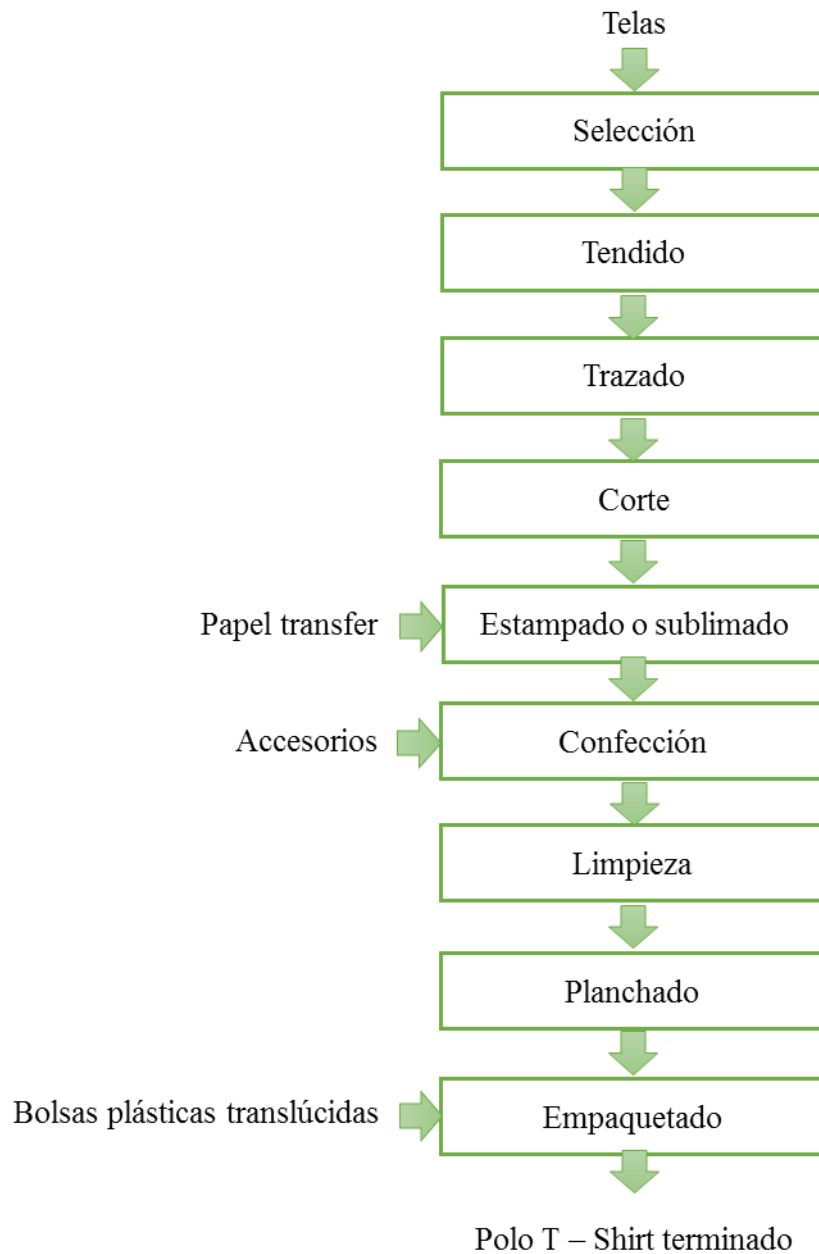 Telas
Selección
Tendido
Trazado
Corte
Papel transfer
Estampado o sublimado
Accesorios
Confección
Limpieza
Planchado
Bolsas plásticas translúcidas
Empaquetado
Polo T – Shirt terminado